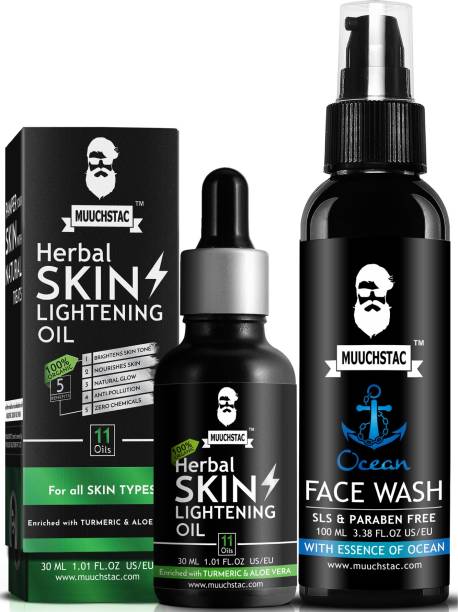 MUUCHSTAC TM
Herbal
SKIN
LIGHTENING
OIL
100%
ORGANIC
5
BENEFITS
1 BRIGHTENS SKIN TONE
2 NOURISHES SKIN
3 NATURAL GLOW
4 ANTI POLLUTION
5 ZERO CHEMICALS
11
Oils
For all SKIN TYPES
Enriched with TURMERIC & ALOE
30 ML 1.01 FL.OZ US/EU
www.muuchstac.com
MUUCHSTAC
100%
ORGANIC
Herbal
SKIN
LIGHTENING
OIL
11
Oils
30 ML 1.01 FL.OZ US/EU
Enriched with TURMERIC & ALOE VERA
www.muuchstac.com
MUUCHSTAC TM
Ocean
FACE WASH
SLS & PARABEN FREE
100 ML 3.38 FL.OZ US/EU
WITH ESSENCE OF OCEAN
www.muuchstac.com